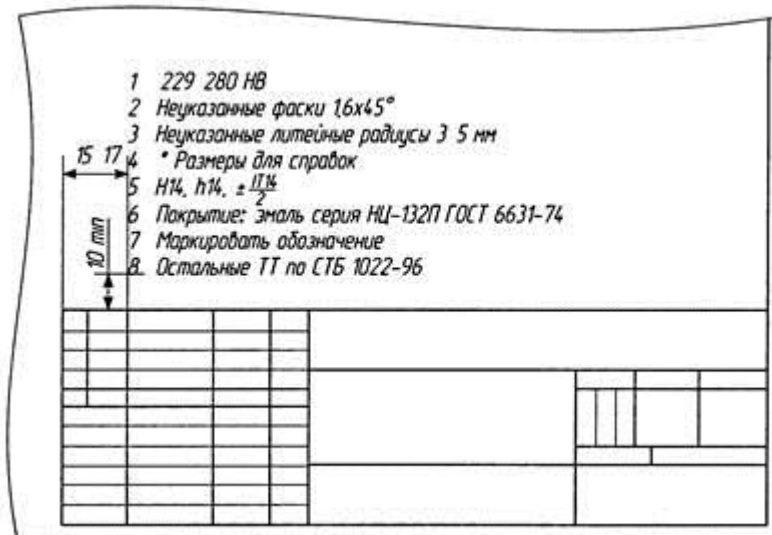 1 229 280 НВ
2 Неуказанные фаски 1,6х45°
3 Неуказанные литейные радиусы 3 5 мм
15 17
4 * Размеры для справок
5 Н14, h14, ± IT14/2
6 Покрытие: эмаль серия НЦ-132П ГОСТ 6631-74
7 Маркировать обозначение
10 min
8 Остальные ТТ по СТБ 1022-96